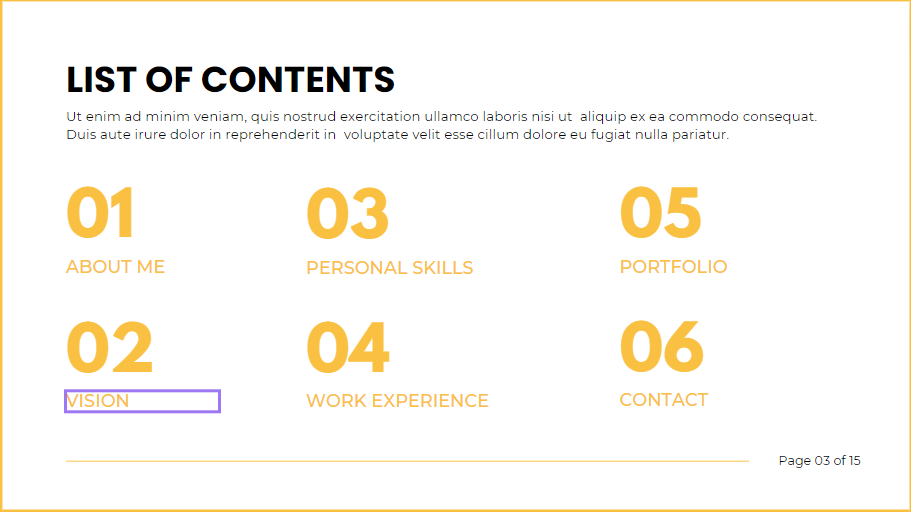 LIST OF CONTENTS
Ut enim ad minim veniam, quis nostrud exercitation ullamco laboris nisi ut  aliquip ex ea commodo consequat.
Duis aute irure dolor in reprehenderit in  voluptate velit esse cillum dolore eu fugiat nulla pariatur.
01
ABOUT ME
02
VISION
03
PERSONAL SKILLS
04
WORK EXPERIENCE
05
PORTFOLIO
06
CONTACT
Page 03 of 15